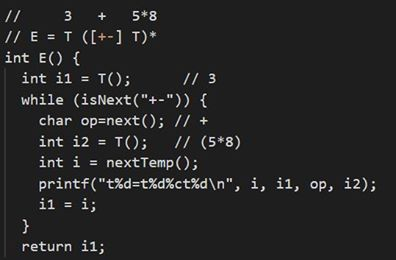 //     3   +   5*8
// E = T ([+-] T)*
int E() {
  int i1 = T();      // 3
  while (isNext("+-")) {
    char op=next(); // +
    int i2 = T();   // (5*8)
    int i = nextTemp();
    printf("t%d=t%d%ct%d\n", i, i1, op, i2);
    i1 = i;
  }
  return i1;